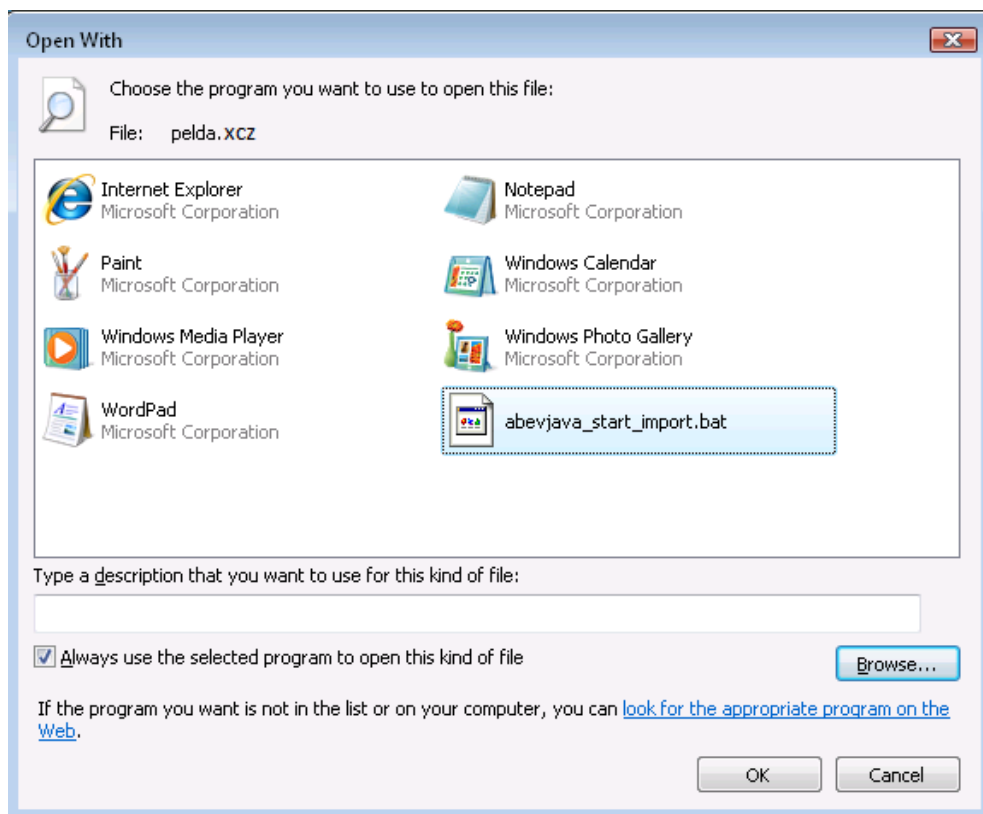 Open With
Choose the program you want to use to open this file:
File: pelda.XCZ
Internet Explorer
Microsoft Corporation
Notepad
Microsoft Corporation
Paint
Microsoft Corporation
Windows Calendar
Microsoft Corporation
Windows Media Player
Microsoft Corporation
Windows Photo Gallery
Microsoft Corporation
WordPad
Microsoft Corporation
abevjava_start_import.bat
Type a description that you want to use for this kind of file:
Always use the selected program to open this kind of file
Browse...
If the program you want is not in the list or on your computer, you can look for the appropriate program on the
Web.
OK
Cancel